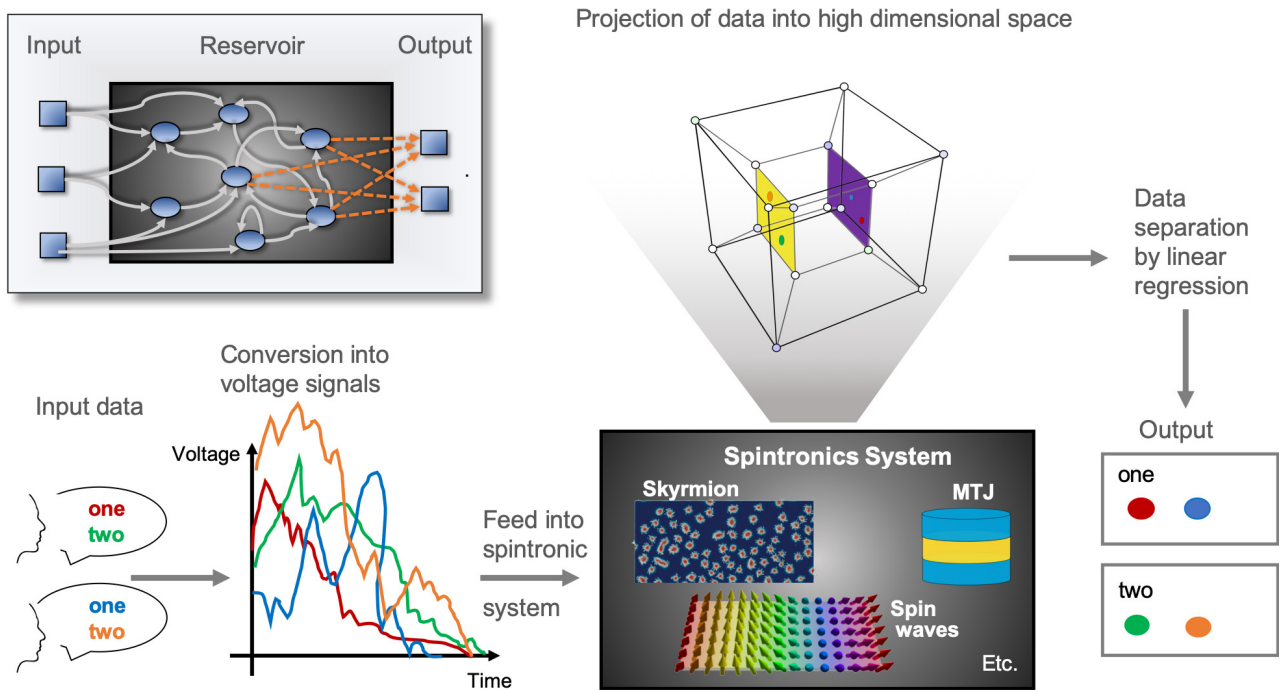 Input
Reservoir
Output
Projection of data into high dimensional space
Data
separation
by linear
regression
Input data
Conversion into
voltage signals
Voltage
Time
one
two
one
two
Feed into
spintronic
system
Spintronics System
Skyrmion
MTJ
Spin
waves
Etc.
Output
one
two